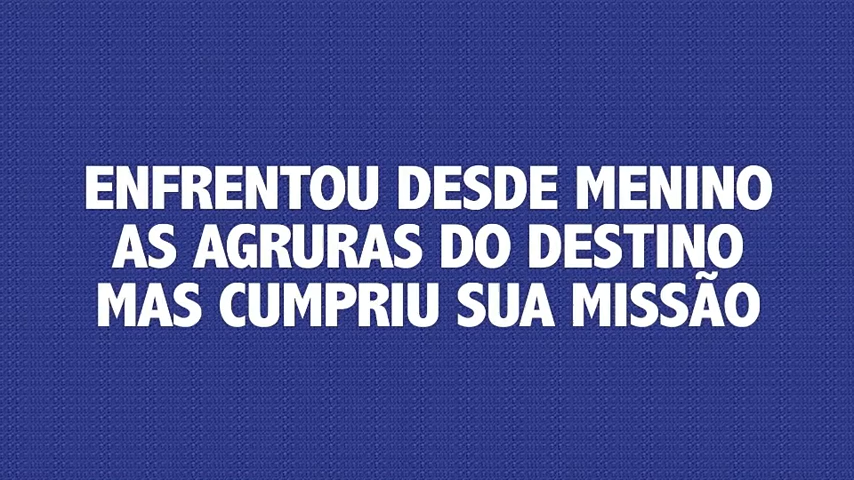 ENFRENTOU DESDE MENINO
AS AGRURAS DO DESTINO
MAS CUMPRIU SUA MISSÃO